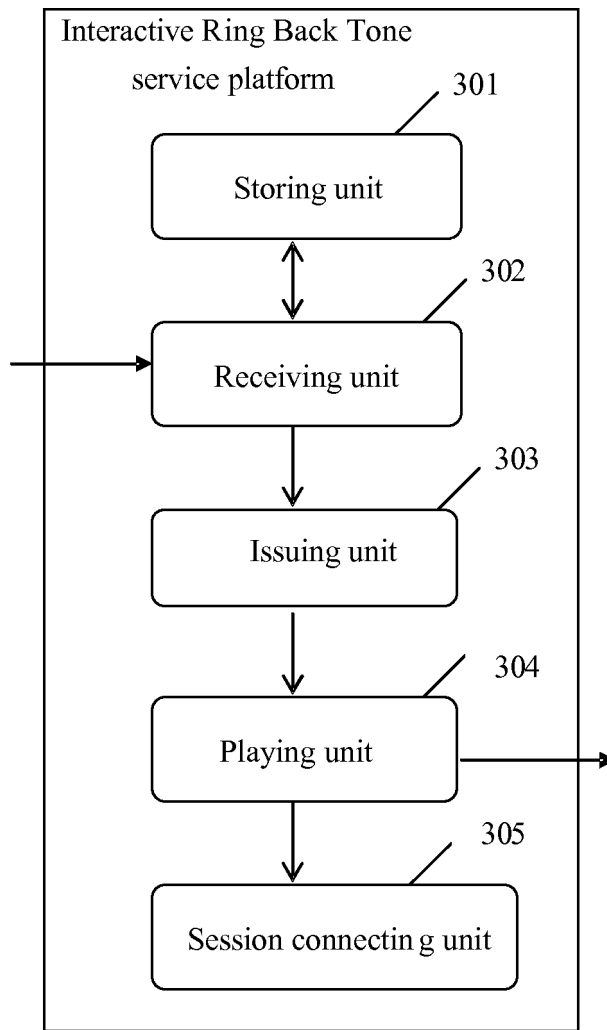 Interactive Ring Back Tone
service platform
301
Storing unit
302
Receiving unit
303
Issuing unit
304
Playing unit
305
Session connecting unit